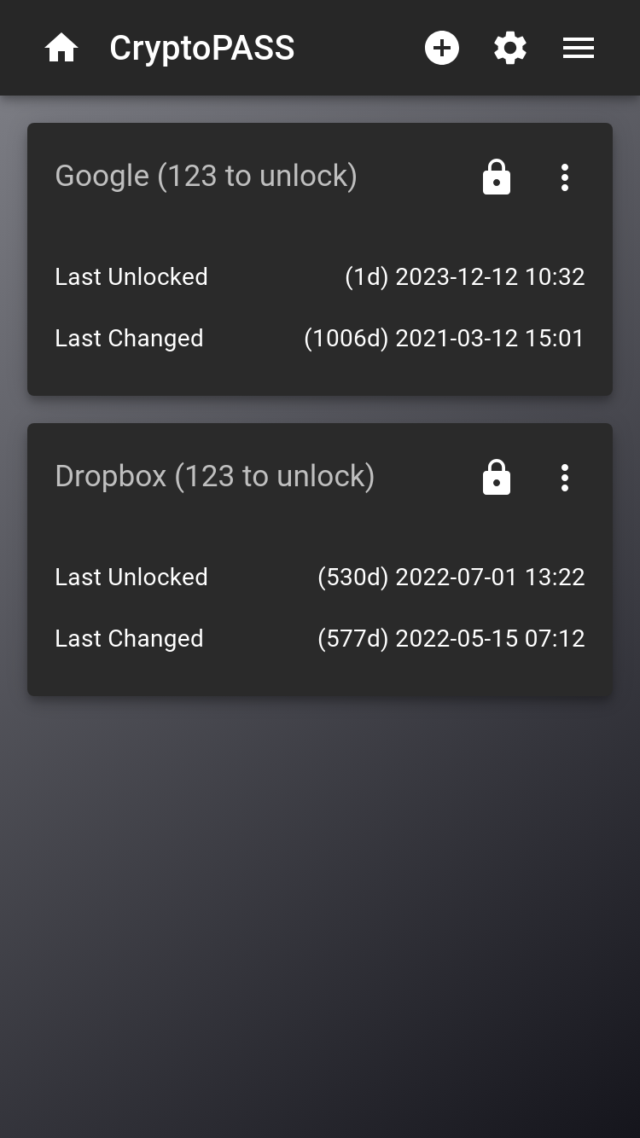 CryptoPASS
Google (123 to unlock)
Last Unlocked (1d) 2023-12-12 10:32
Last Changed (1006d) 2021-03-12 15:01
Dropbox (123 to unlock)
Last Unlocked (530d) 2022-07-01 13:22
Last Changed (577d) 2022-05-15 07:12